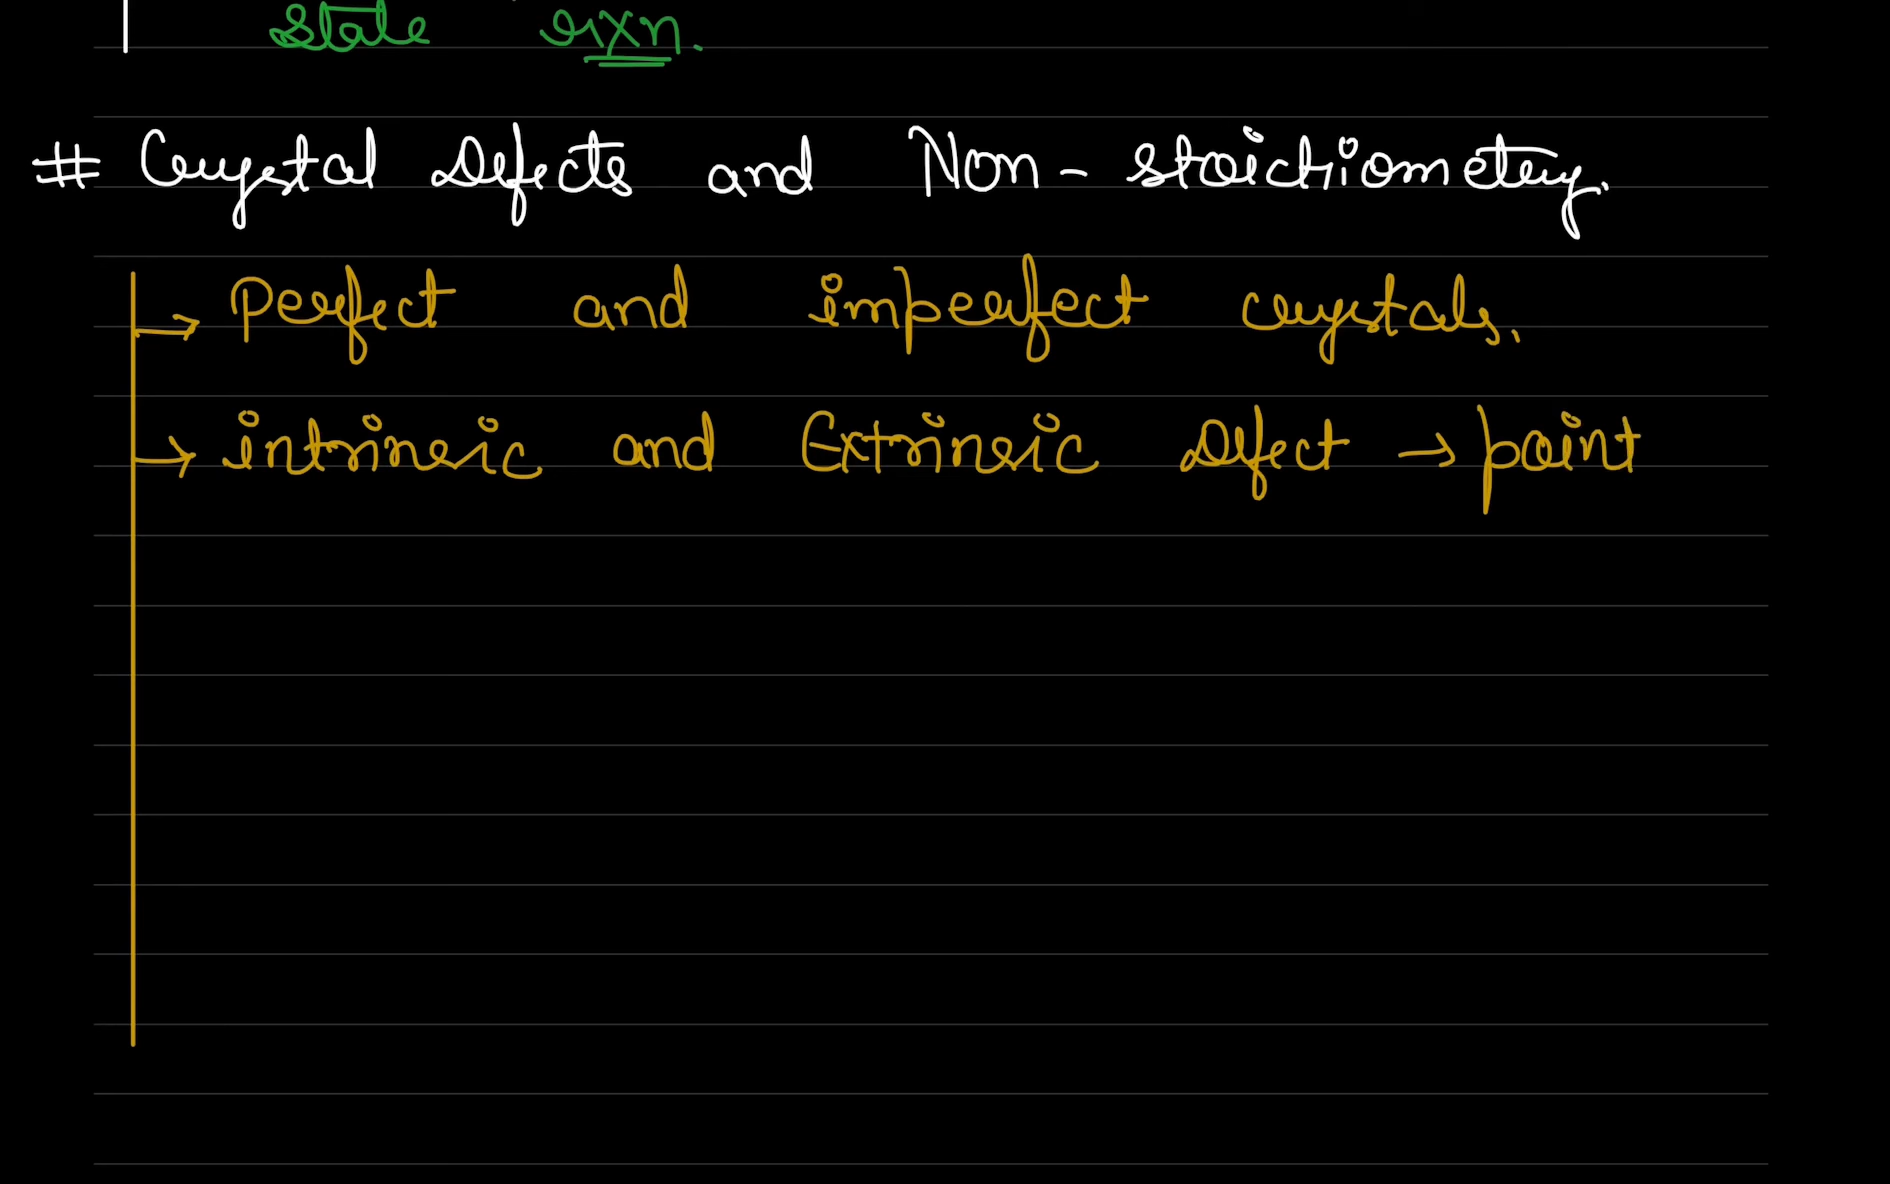 state rxn.
# Crystal Defects and Non-stoichiometry.
→ Perfect and imperfect crystals.
→ intrinsic and Extrinsic Defect → point